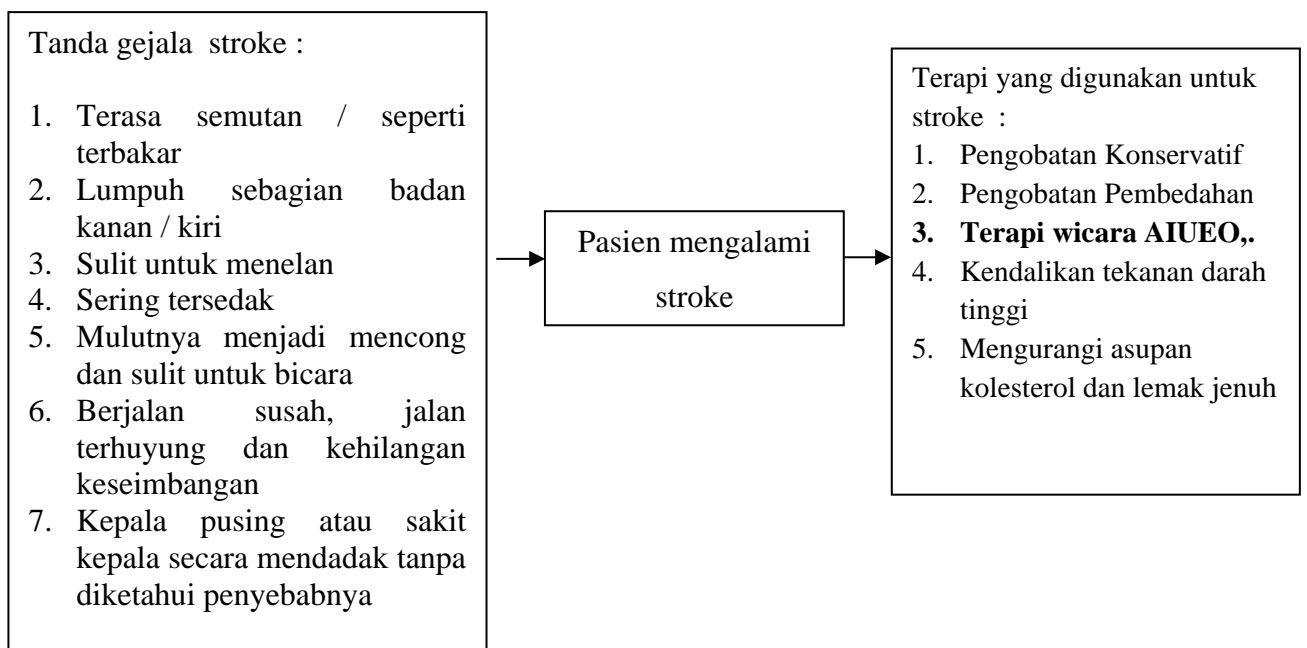 Tanda gejala stroke :
1. Terasa semutan / seperti
terbakar
2. Lumpuh sebagian badan
kanan / kiri
3. Sulit untuk menelan
4. Sering tersedak
5. Mulutnya menjadi mencong
dan sulit untuk bicara
6. Berjalan susah, jalan
terhuyung dan kehilangan
keseimbangan
7. Kepala pusing atau sakit
kepala secara mendadak tanpa
diketahui penyebabnya
Pasien mengalami
stroke
Terapi yang digunakan untuk
stroke :
1. Pengobatan Konservatif
2. Pengobatan Pembedahan
3. Terapi wicara AIUEO,.
4. Kendalikan tekanan darah
tinggi
5. Mengurangi asupan
kolesterol dan lemak jenuh